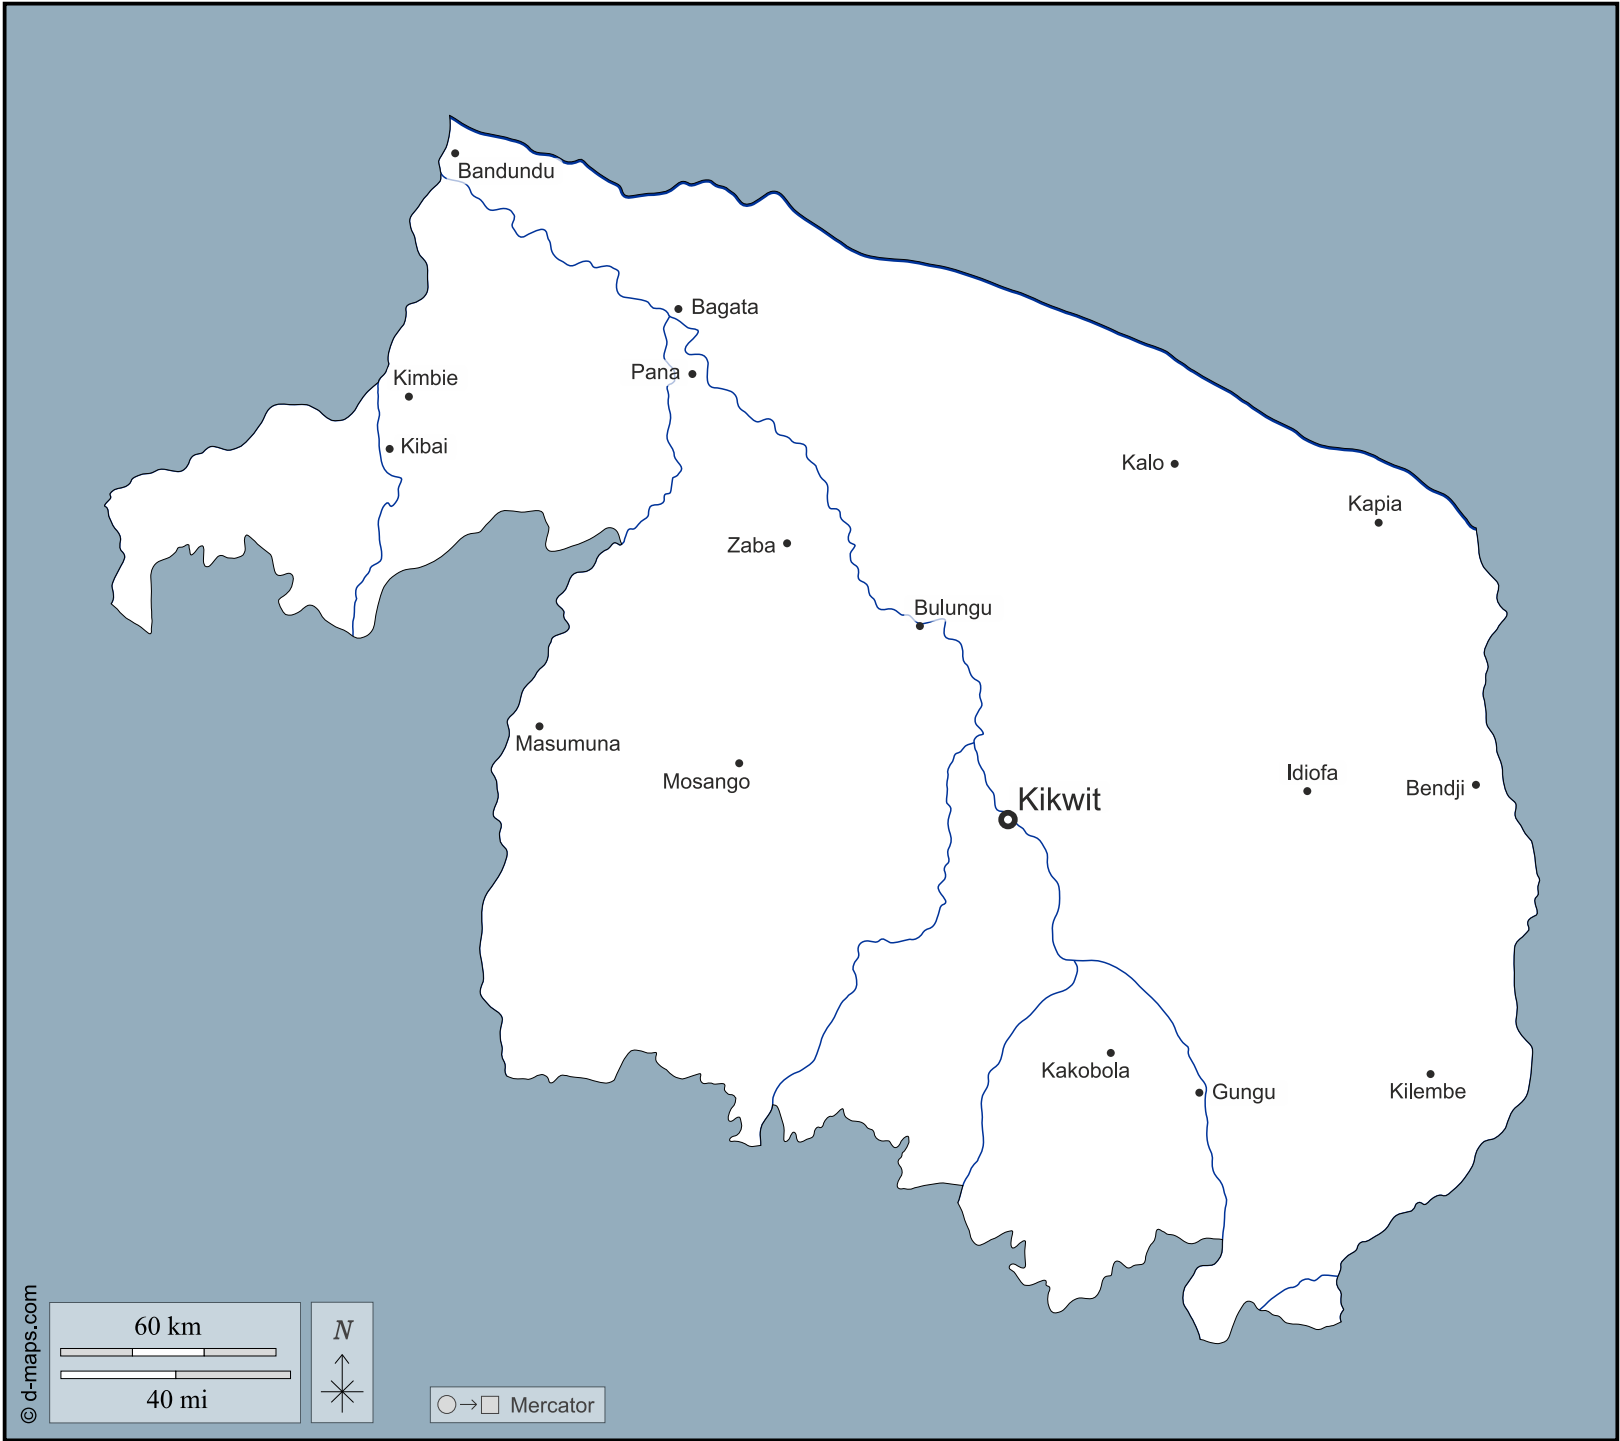 Bandundu
Bagata
Pana
Kimbie
Kibai
Kalo
Kapia
Zaba
Bulungu
Masumuna
Mosango
Idiofa
Bendji
Kikwit
Kakobola
Gungu
Kilembe
© d-maps.com
60 km
40 mi
N
Mercator